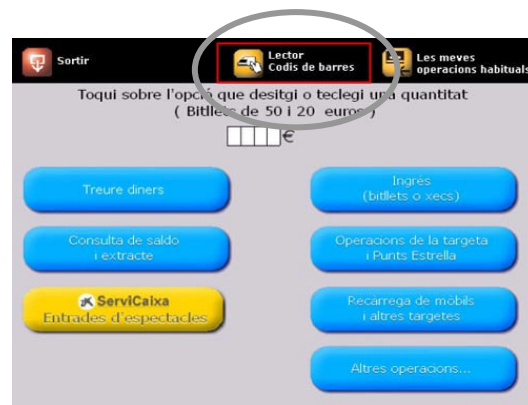 Sortir
Lector
Codis de barres
Les meves
operacions habituals
Toqui sobre l'opció que desitgi o teclegi una quantitat
( Bitllets de 50 i 20 euros )
€
Treure diners
Ingrés
(bitllets o xecs)
Consulta de saldo
i extracte
Operacions de la targeta
i Punts Estrella
ServiCaixa
Entrades d'espectacles
Recàrrega de mòbils
i altres targetes
Altres operacions...